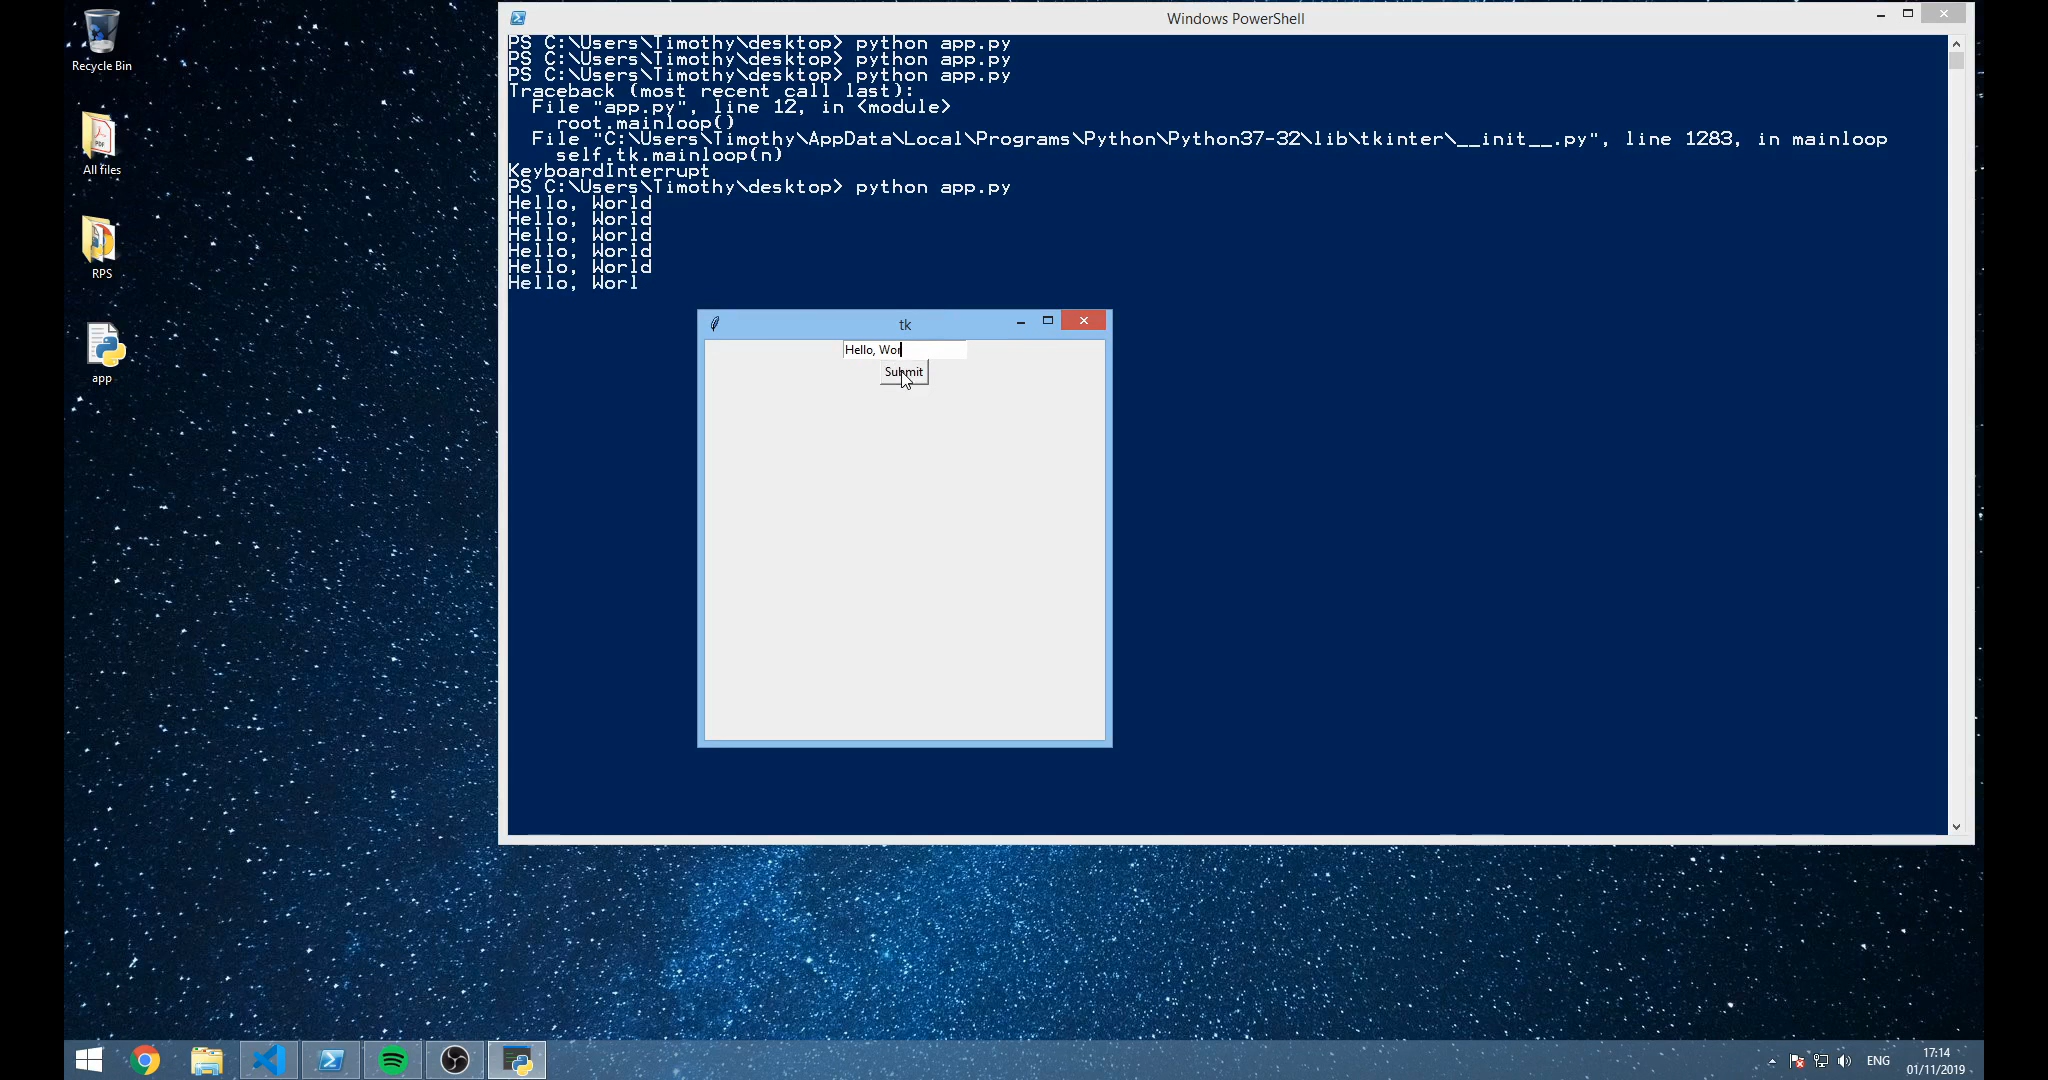 Recycle Bin
All files
RPS
app
Windows PowerShell
PS C:\Users\Timothy\desktop> python app.py
PS C:\Users\Timothy\desktop> python app.py
PS C:\Users\Timothy\desktop> python app.py
Traceback (most recent call last):
  File "app.py", line 12, in <module>
    root.mainloop()
  File "C:\Users\Timothy\AppData\Local\Programs\Python\Python37-32\lib\tkinter\__init__.py", line 1283, in mainloop
    self.tk.mainloop(n)
KeyboardInterrupt
PS C:\Users\Timothy\desktop> python app.py
Hello, World
Hello, World
Hello, World
Hello, World
Hello, World
Hello, Worl
tk
Hello, Wor
Submit
ENG
17:14
01/11/2019